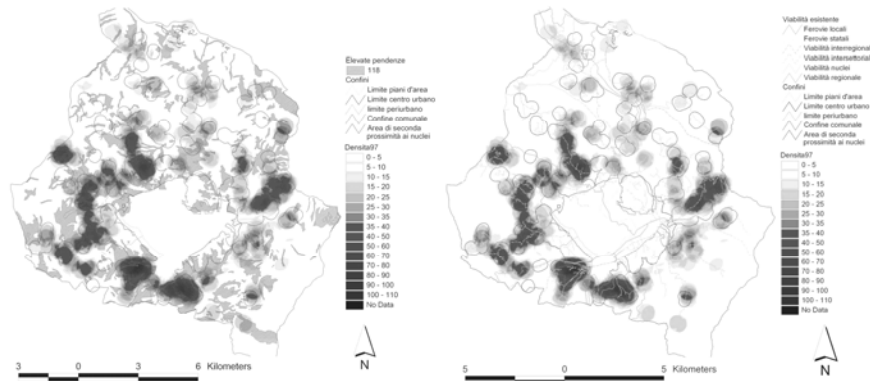 Elevate pendenze
118
Confini
Limite piani d'area
Limite centro urbano
limite periurbano
Confine comunale
Area di seconda
prossimità ai nuclei
Densita97
0 - 5
5 - 10
10 - 15
15 - 20
20 - 25
25 - 30
30 - 35
35 - 40
40 - 50
50 - 60
60 - 70
70 - 80
80 - 90
90 - 100
100 - 110
No Data
N
3 0 3 6 Kilometers
Viabilità esistente
Ferovie locali
Ferovie statali
Viabilità interregional
Viabilità intersettorial
Viabilità nuclei
Viabilità regionale
Confini
Limite piani d'area
Limite centro urbano
limite periurbano
Confine comunale
Area di seconda
prossimità ai nuclei
Densita97
0 - 5
5 - 10
10 - 15
15 - 20
20 - 25
25 - 30
30 - 35
35 - 40
40 - 50
50 - 60
60 - 70
70 - 80
80 - 90
90 - 100
100 - 110
No Data
N
5 0 5 Kilometers